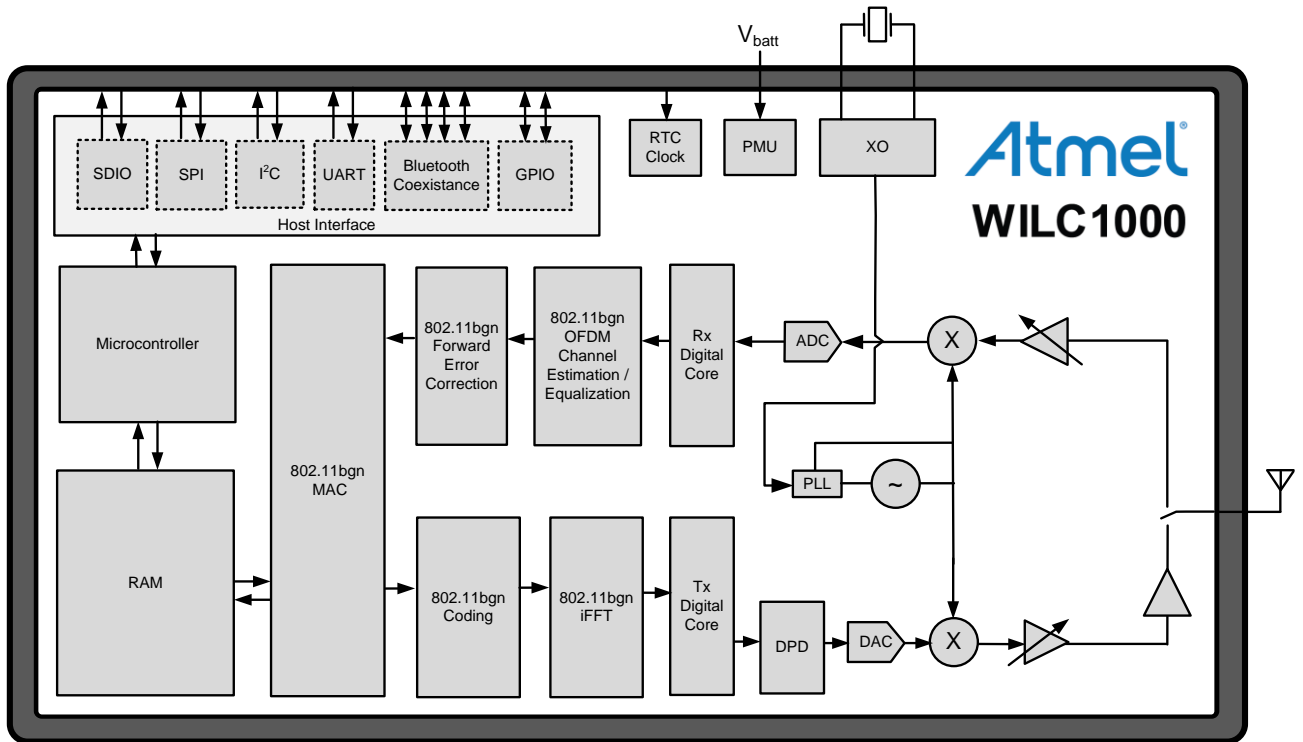 V_batt
SDIO
SPI
I²C
UART
Bluetooth
Coexistance
GPIO
Host Interface
RTC
Clock
PMU
XO
Atmel®
WILC1000
Microcontroller
802.11bgn
MAC
802.11bgn
Forward
Error
Correction
802.11bgn
OFDM
Channel
Estimation /
Equalization
Rx
Digital
Core
ADC
X
PLL
~
RAM
802.11bgn
Coding
802.11bgn
iFFT
Tx
Digital
Core
DPD
DAC
X